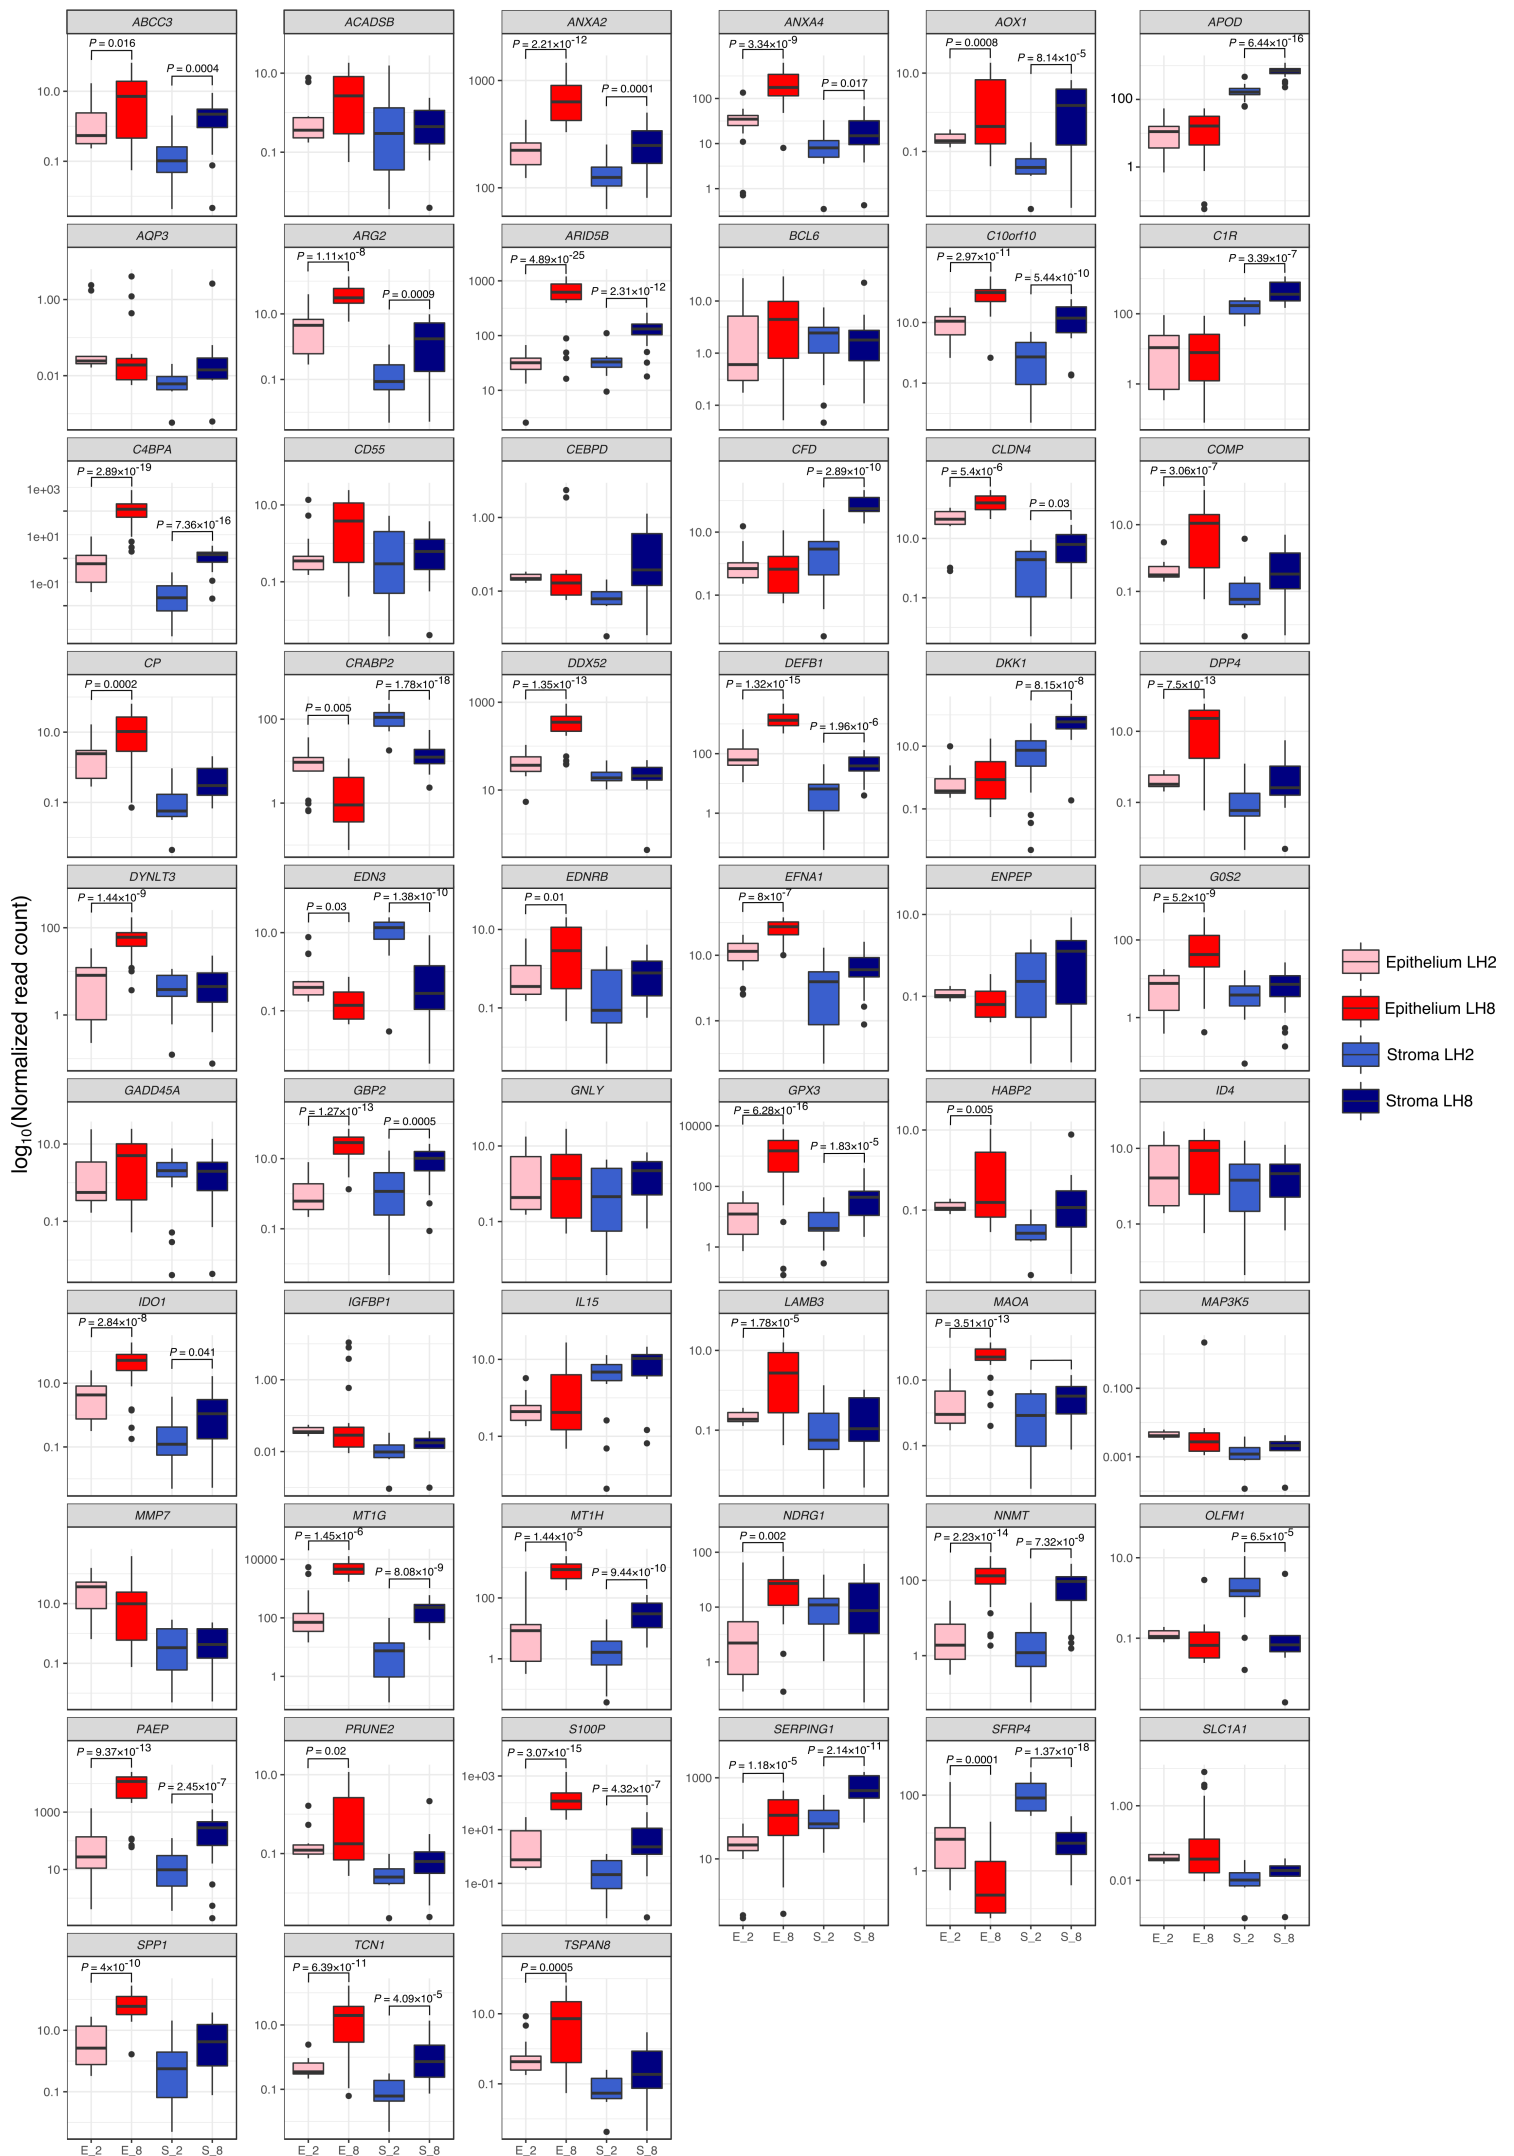 ABCC3 ACADSB ANXA2 ANXA4 AOX1 APOD
P = 0.016 P = 0.0004 P = 2.21×10-12 P = 0.0001 P = 3.34×10-9 P = 0.017 P = 0.0008 P = 8.14×10-5 P = 6.44×10-16
10.0 0.1 10.0 0.1 1000 100 100 10 1 10.0 0.1 100 1
AQP3 ARG2 ARID5B BCL6 C10orf10 C1R
P = 1.11×10-8 P = 0.0009 P = 4.89×10-25 P = 2.31×10-12 P = 2.97×10-11 P = 5.44×10-10 P = 3.39×10-7
1.00 0.01 10.0 0.1 1000 100 10 10.0 1.0 0.1 10.0 0.1 100 1
C4BPA CD55 CEBPD CFD CLDN4 COMP
P = 2.89×10-19 P = 7.36×10-16 P = 2.89×10-10 P = 5.4x10-6 P = 0.03 P = 3.06x10-7
1e+03 1e+01 1e-01 10.0 0.1 1.00 0.01 10.0 0.1 10.0 0.1 10.0 0.1
CP CRABP2 DDX52 DEFB1 DKK1 DPP4
P = 0.0002 P = 0.005 P = 1.78×10-18 P = 1.35×10-13 P = 1.32×10-15 P = 1.96×10-6 P = 8.15×10-8 P = 7.5×10-13
10.0 0.1 100 1 1000 10 100 1 10.0 0.1 10.0 0.1
DYNLT3 EDN3 EDNRB EFNA1 ENPEP G0S2
P = 1.44×10-9 P = 0.03 P = 1.38×10-10 P = 0.01 P = 8×10-7 P = 5.2×10-9
100 1 10.0 0.1 10.0 0.1 10.0 0.1 10.0 0.1 100 1
log10(Normalized read count)
Epithelium LH2
Epithelium LH8
Stroma LH2
Stroma LH8
GADD45A GBP2 GNLY GPX3 HABP2 ID4
P = 1.27×10-13 P = 0.0005 P = 6.28×10-16 P = 1.83×10-5 P = 0.005
10.0 0.1 10.0 0.1 10.0 0.1 10000 100 1 10.0 0.1 10.0 0.1
IDO1 IGFBP1 IL15 LAMB3 MAOA MAP3K5
P = 2.84×10-8 P = 0.041 P = 1.78×10-5 P = 3.51×10-13
10.0 0.1 1.00 0.01 10.0 0.1 10.0 0.1 10.0 0.1 0.100 0.001
MMP7 MT1G MT1H NDRG1 NNMT OLFM1
P = 1.45×10-6 P = 8.08×10-9 P = 1.44×10-5 P = 9.44×10-10 P = 0.002 P = 2.23×10-14 P = 7.32×10-9 P = 6.5×10-5
10.0 0.1 10000 100 1 100 1 100 10 1 100 1 10.0 0.1
PAEP PRUNE2 S100P SERPING1 SFRP4 SLC1A1
P = 9.37×10-13 P = 2.45×10-7 P = 0.02 P = 3.07×10-15 P = 4.32×10-7 P = 1.18×10-5 P = 2.14×10-11 P = 0.0001 P = 1.37×10-18
1000 10 10.0 0.1 1e+03 1e+01 1e-01 1000 10 100 1 1.00 0.01
E_2 E_8 S_2 S_8 E_2 E_8 S_2 S_8 E_2 E_8 S_2 S_8
SPP1 TCN1 TSPAN8
P = 4×10-10 P = 6.39×10-11 P = 4.09×10-5 P = 0.0005
10.0 0.1 10.0 0.1 10.0 0.1
E_2 E_8 S_2 S_8 E_2 E_8 S_2 S_8 E_2 E_8 S_2 S_8